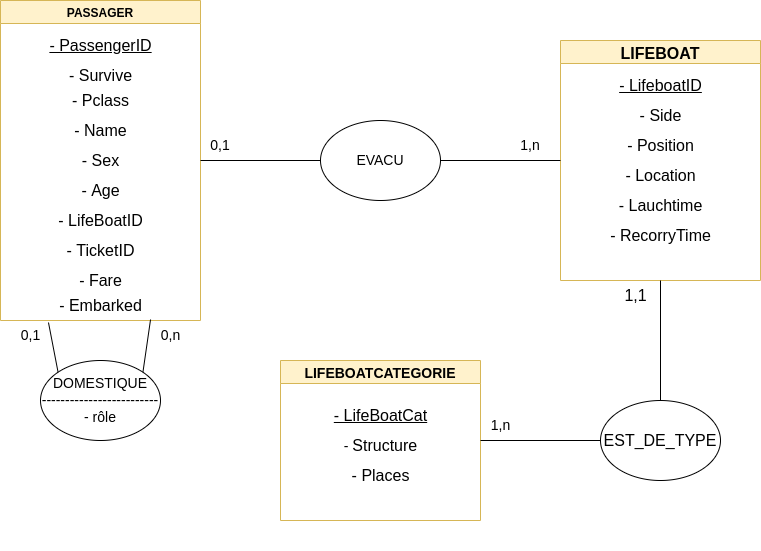 PASSAGER
- PassengerID
- Survive
- Pclass
- Name
- Sex
- Age
- LifeBoatID
- TicketID
- Fare
- Embarked
0,1
EVACU
1,n
LIFEBOAT
- LifeboatID
- Side
- Position
- Location
- Lauchtime
- RecorryTime
0,1
0,n
DOMESTIQUE
-------------------------
- rôle
1,1
LIFEBOATCATEGORIE
- LifeBoatCat
- Structure
- Places
1,n
EST_DE_TYPE